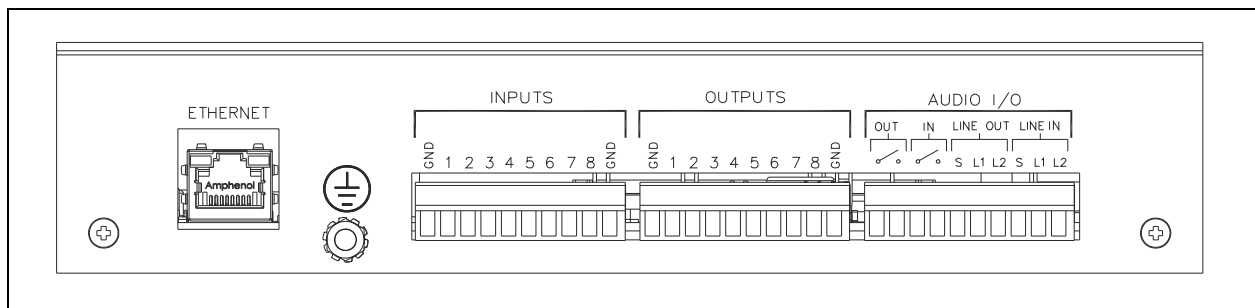 ETHERNET
Amphenol
INPUTS
GND 1 2 3 4 5 6 7 8 GND
OUTPUTS
GND 1 2 3 4 5 6 7 8 GND
AUDIO I/O
OUT IN LINE OUT LINE IN
S L1 L2 S L1 L2